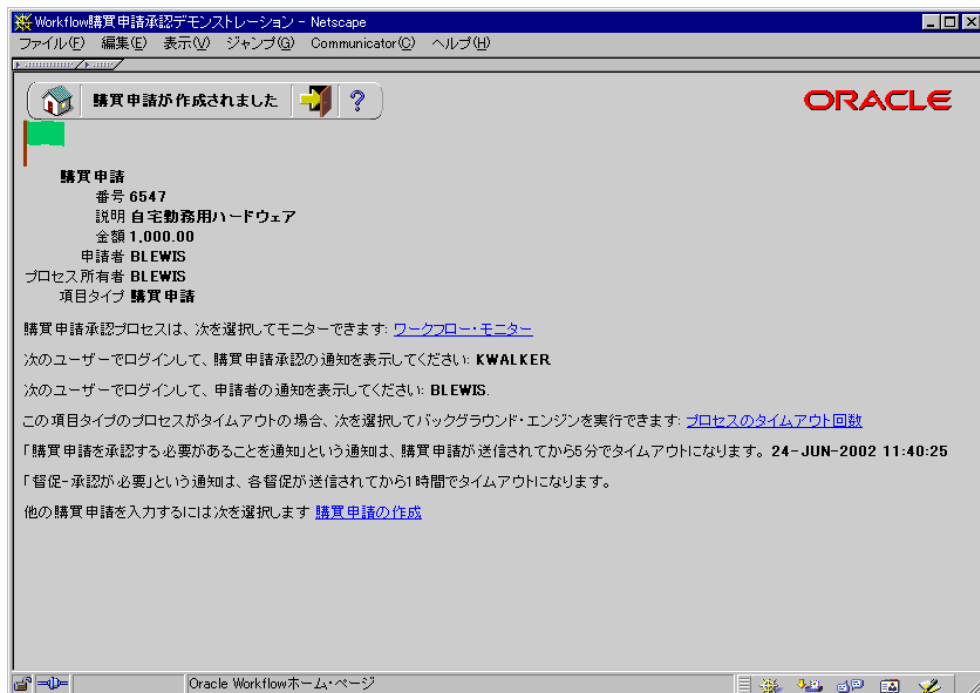 Workflow購買申請承認デモンストレーション - Netscape
ファイル(F) 編集(E) 表示(V) ジャンプ(G) Communicator(C) ヘルプ(H)
購買申請が作成されました ?
ORACLE
購買申請
番号 6547
説明 自宅勤務用ハードウェア
金額 1,000.00
申請者 BLEWIS
プロセス所有者 BLEWIS
項目タイプ 購買申請
購買申請承認プロセスは、次を選択してモニターできます: ワークフロー・モニター
次のユーザーでログインして、購買申請承認の通知を表示してください: KWALKER
次のユーザーでログインして、申請者の通知を表示してください: BLEWIS.
この項目タイプのプロセスがタイムアウトの場合、次を選択してバックグラウンド・エンジンを実行できます: プロセスのタイムアウト回数
「購買申請を承認する必要があることを通知」という通知は、購買申請が送信されてから5分でタイムアウトになります。 24-JUN-2002 11:40:25
「督促-承認が必要」という通知は、各督促が送信されてから1時間でタイムアウトになります。
他の購買申請を入力するには次を選択します 購買申請の作成
Oracle Workflowホーム・ページ